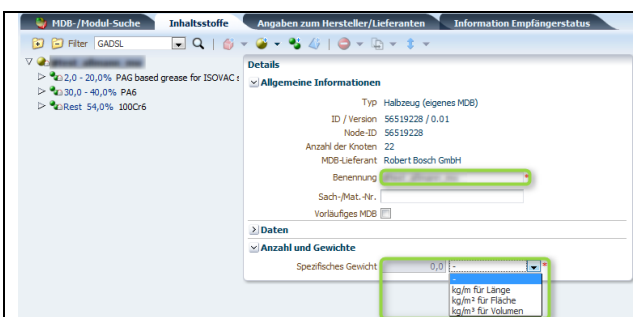 MDB-/Modul-Suche Inhaltsstoffe Angaben zum Hersteller/Lieferanten Information Empfängerstatus
Filter GADSL
2,0 - 20,0% PAG based grease for ISOVAC s
30,0 - 40,0% PA6
Rest 54,0% 100Cr6
Details
Allgemeine Informationen
Typ Halbzeug (eigenes MDB)
ID / Version 56519228 / 0.01
Node-ID 56519228
Anzahl der Knoten 22
MDB-Lieferant Robert Bosch GmbH
Benennung *
Sach-/Mat.-Nr.
Vorläufiges MDB
Daten
Anzahl und Gewichte
Spezifisches Gewicht 0,0 - *
-
kg/m für Länge
kg/m² für Fläche
kg/m³ für Volumen